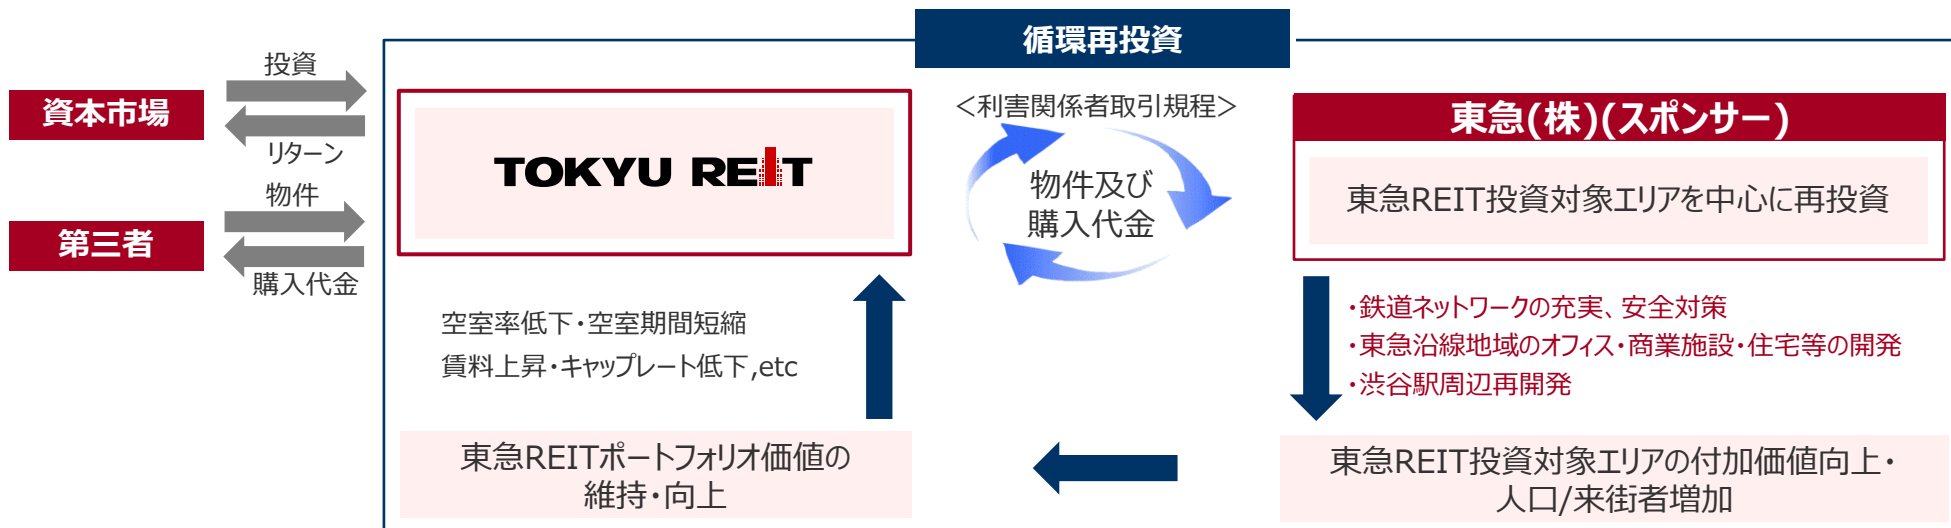 循環再投資
投資
資本市場
リターン
物件
第三者
購入代金
TOKYU REIT
＜利害関係者取引規程＞
物件及び
購入代金
東急(株)(スポンサー)
東急REIT投資対象エリアを中心に再投資
・鉄道ネットワークの充実、安全対策
・東急沿線地域のオフィス・商業施設・住宅等の開発
・渋谷駅周辺再開発
東急REIT投資対象エリアの付加価値向上・
人口/来街者増加
東急REITポートフォリオ価値の
維持・向上
空室率低下・空室期間短縮
賃料上昇・キャップレート低下,etc